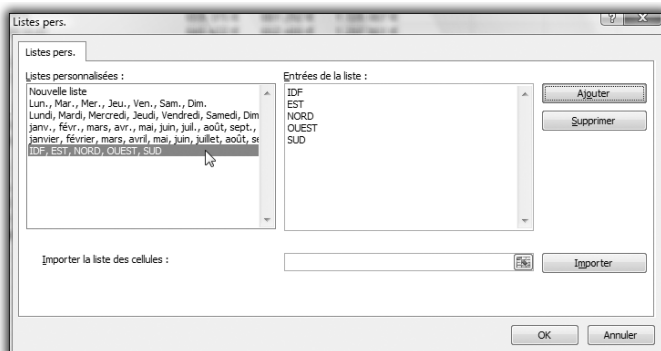 Listes pers.
Listes pers.
Listes personnalisées :
Nouvelle liste
Lun., Mar., Mer., Jeu., Ven., Sam., Dim.
Lundi, Mardi, Mercredi, Jeudi, Vendredi, Samedi, Dim
janv., févr., mars, avr., mai, juin, juil., août, sept.,
janvier, février, mars, avril, mai, juin, juillet, août, se
IDF, EST, NORD, OUEST, SUD
Entrées de la liste :
IDF
EST
NORD
OUEST
SUD
Ajouter
Supprimer
Importer la liste des cellules :
Importer
OK
Annuler